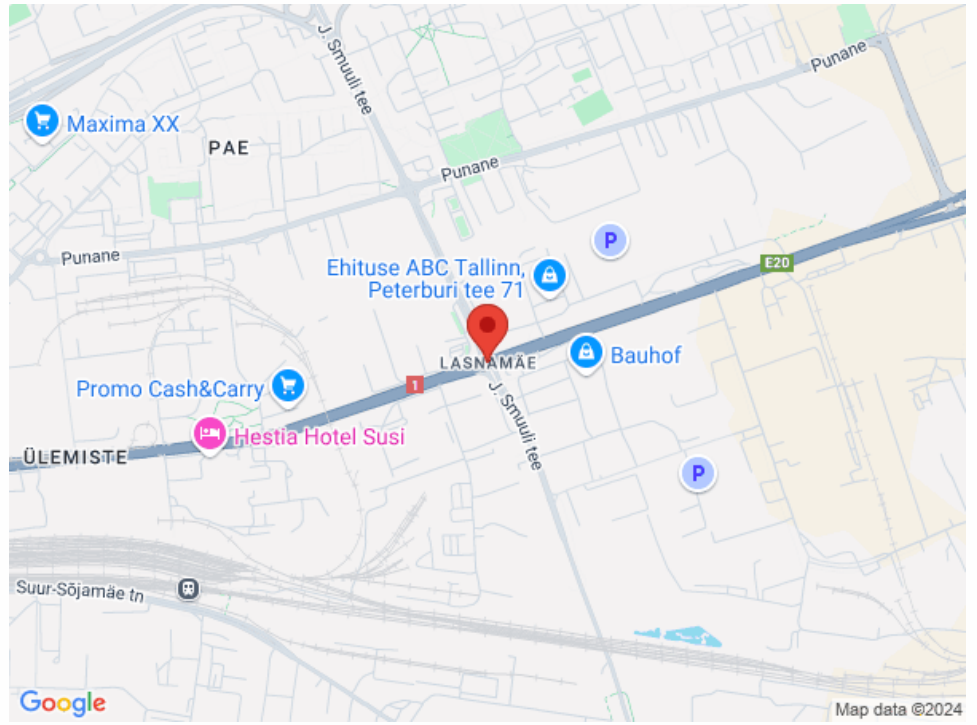 J. Smuuli tee
Punane
Maxima XX
PAE
Punane
Punane
P
Ehituse ABC Tallinn,
Peterburi tee 71
E20
LASNAMÄE
Bauhof
Promo Cash&Carry
1
J. Smuuli tee
Hestia Hotel Susi
ÜLEMISTE
P
Suur-Sõjamäe tn
Google
Map data ©2024